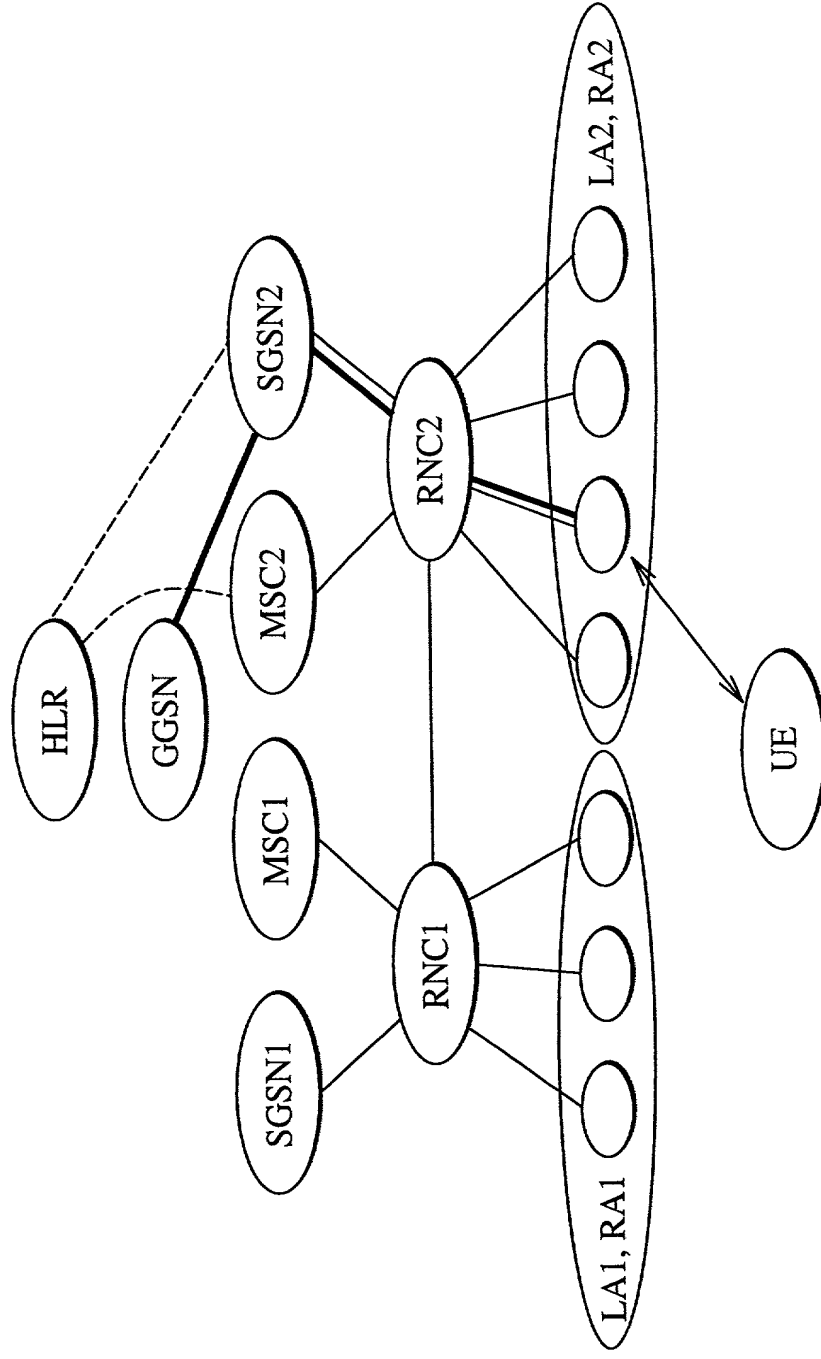 HLR
GGSN
SGSN1
MSC1
MSC2
SGSN2
RNC1
RNC2
LA1, RA1
LA2, RA2
UE